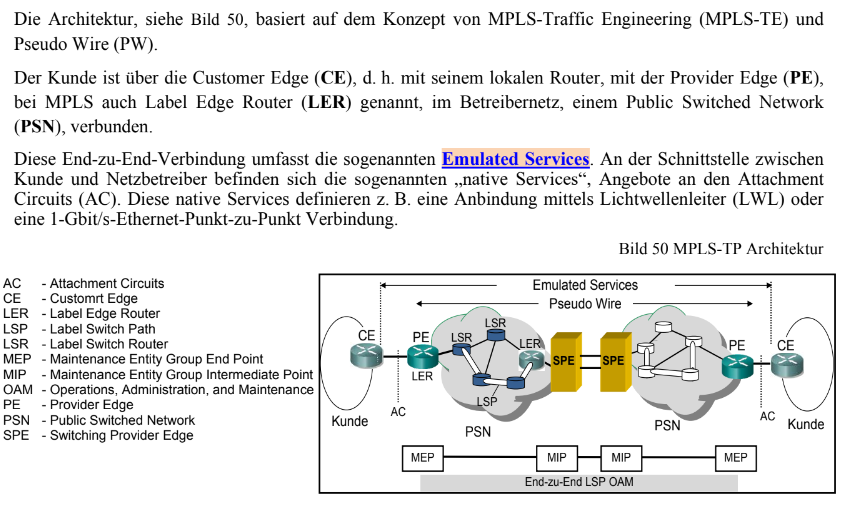 Die Architektur, siehe Bild 50, basiert auf dem Konzept von MPLS-Traffic Engineering (MPLS-TE) und
Pseudo Wire (PW).
Der Kunde ist über die Customer Edge (CE), d. h. mit seinem lokalen Router, mit der Provider Edge (PE),
bei MPLS auch Label Edge Router (LER) genannt, im Betreibernetz, einem Public Switched Network
(PSN), verbunden.
Diese End-zu-End-Verbindung umfasst die sogenannten Emulated Services. An der Schnittstelle zwischen
Kunde und Netzbetreiber befinden sich die sogenannten „native Services“, Angebote an den Attachment
Circuits (AC). Diese native Services definieren z. B. eine Anbindung mittels Lichtwellenleiter (LWL) oder
eine 1-Gbit/s-Ethernet-Punkt-zu-Punkt Verbindung.
Bild 50 MPLS-TP Architektur
AC - Attachment Circuits
CE - Customrt Edge
LER - Label Edge Router
LSP - Label Switch Path
LSR - Label Switch Router
MEP - Maintenance Entity Group End Point
MIP - Maintenance Entity Group Intermediate Point
OAM - Operations, Administration, and Maintenance
PE - Provider Edge
PSN - Public Switched Network
SPE - Switching Provider Edge
Emulated Services
Pseudo Wire
CE
PE
LER
LSR
LSR
LER
LSP
SPE
SPE
PE
CE
Kunde
AC
PSN
PSN
AC
Kunde
MEP
MIP
MIP
MEP
End-zu-End LSP OAM